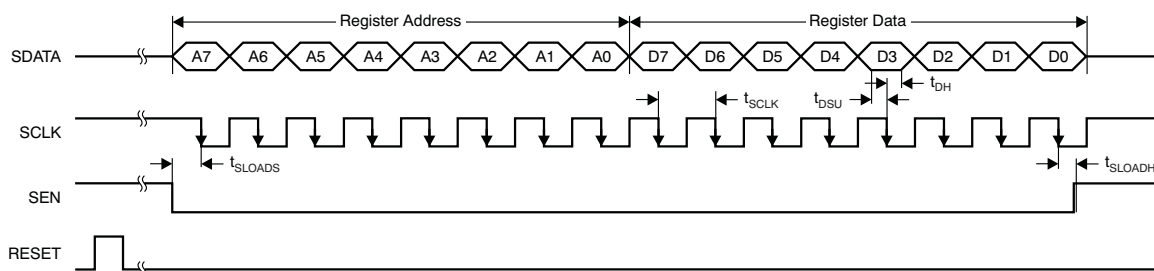 Register Address Register Data
SDATA A7 A6 A5 A4 A3 A2 A1 A0 D7 D6 D5 D4 D3 D2 D1 D0
tSCLK tDSU tDH
SCLK
tSLOADS tSLOADH
SEN
RESET